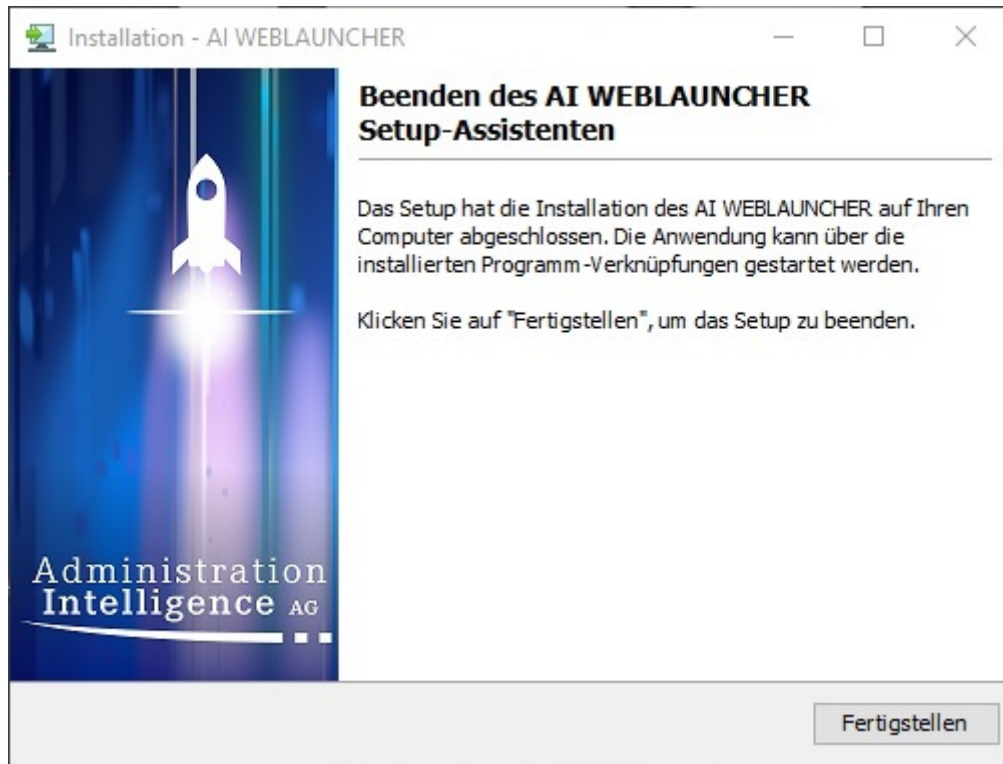 Installation - AI WEBLAUNCHER
Beenden des AI WEBLAUNCHER
Setup-Assistenten
Das Setup hat die Installation des AI WEBLAUNCHER auf Ihren
Computer abgeschlossen. Die Anwendung kann über die
installierten Programm-Verknüpfungen gestartet werden.
Klicken Sie auf "Fertigstellen", um das Setup zu beenden.
Administration
Intelligence AG
Fertigstellen